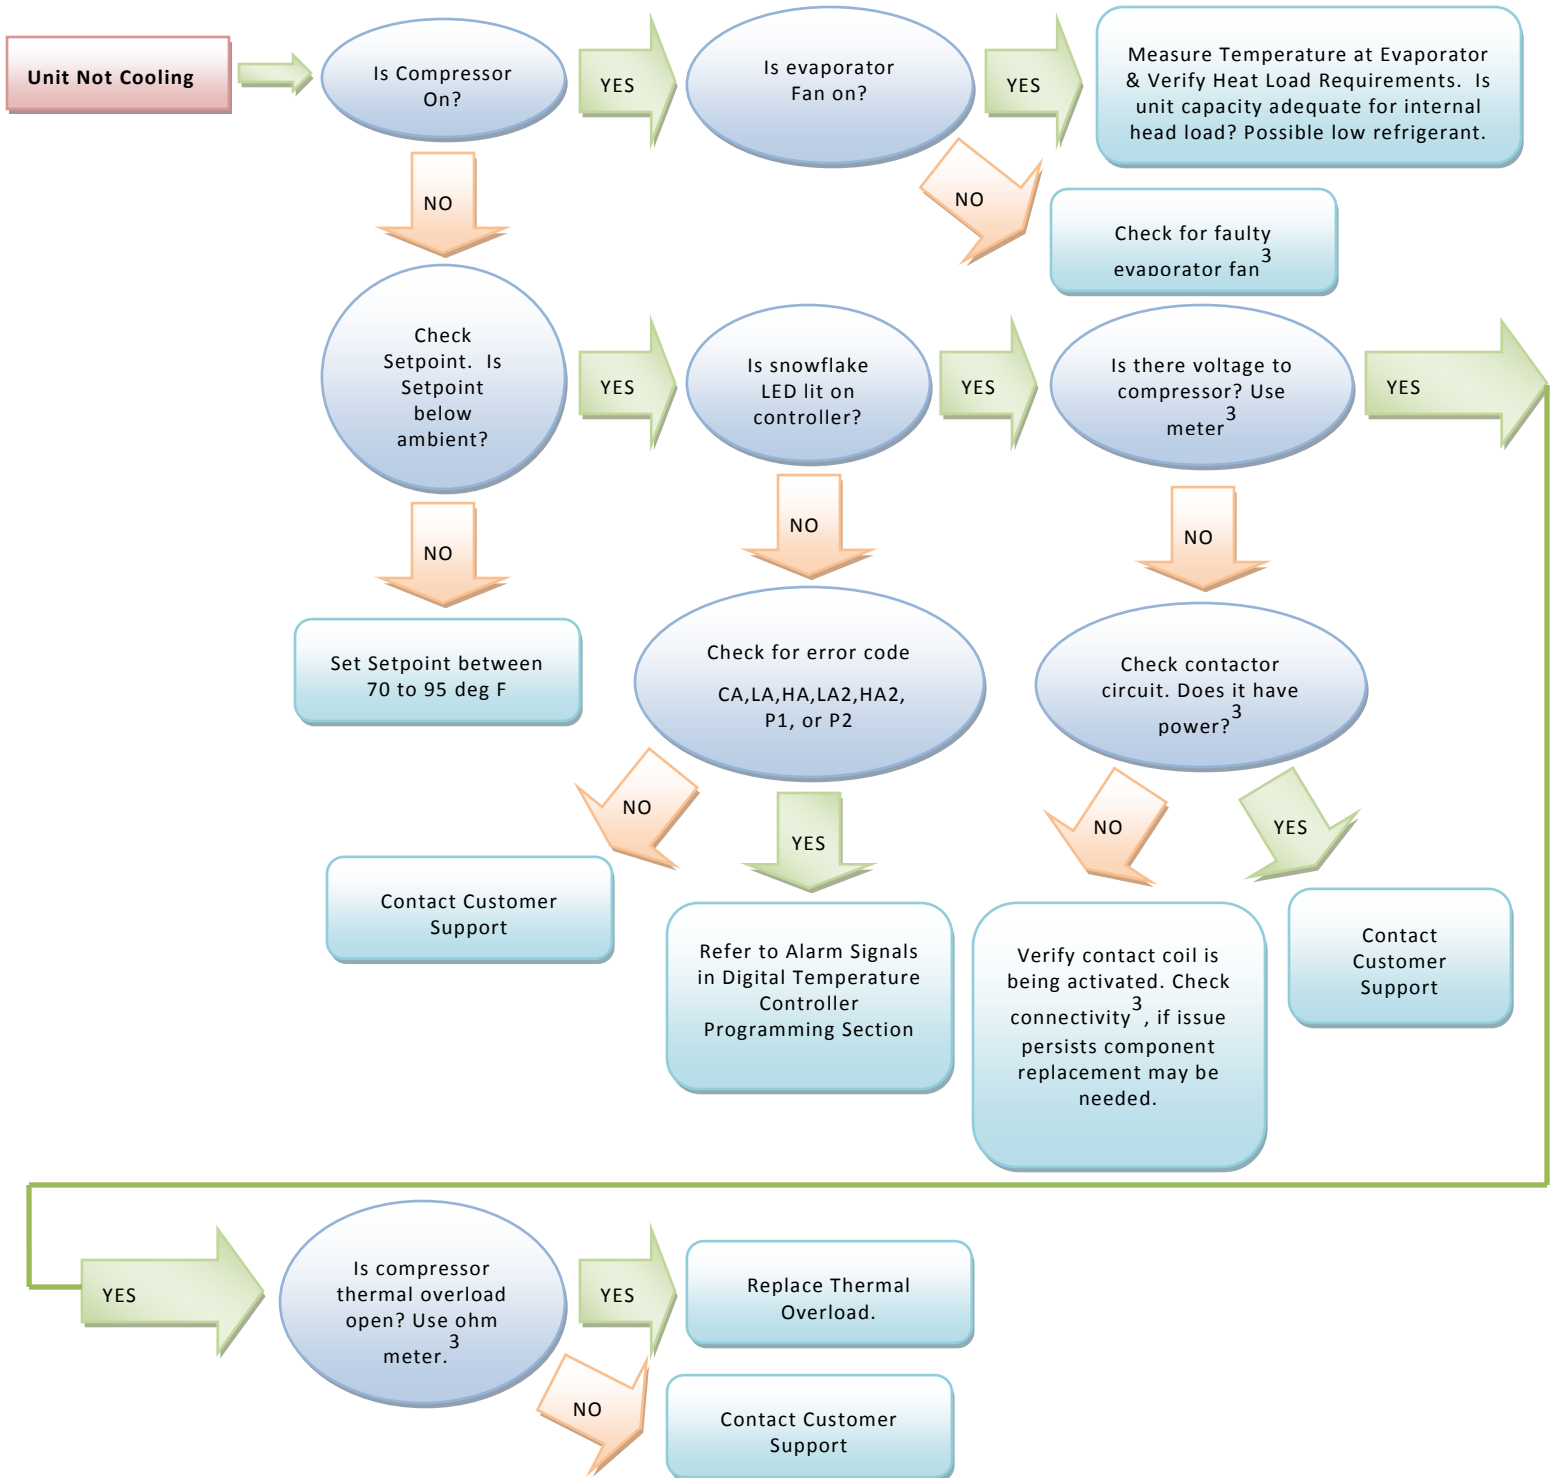 Unit Not Cooling
Is Compressor
On?
YES
Is evaporator
Fan on?
YES
Measure Temperature at Evaporator
& Verify Heat Load Requirements. Is
unit capacity adequate for internal
head load? Possible low refrigerant.
NO
NO
Check for faulty
evaporator fan3
Check
Setpoint. Is
Setpoint
below
ambient?
YES
Is snowflake
LED lit on
controller?
YES
Is there voltage to
compressor? Use
meter3
YES
NO
NO
NO
Set Setpoint between
70 to 95 deg F
Check for error code
CA,LA,HA,LA2,HA2,
P1, or P2
Check contactor
circuit. Does it have
power?3
NO
YES
NO
YES
Contact Customer
Support
Refer to Alarm Signals
in Digital Temperature
Controller
Programming Section
Verify contact coil is
being activated. Check
connectivity3, if issue
persists component
replacement may be
needed.
Contact
Customer
Support
YES
Is compressor
thermal overload
open? Use ohm
meter.3
YES
Replace Thermal
Overload.
NO
Contact Customer
Support